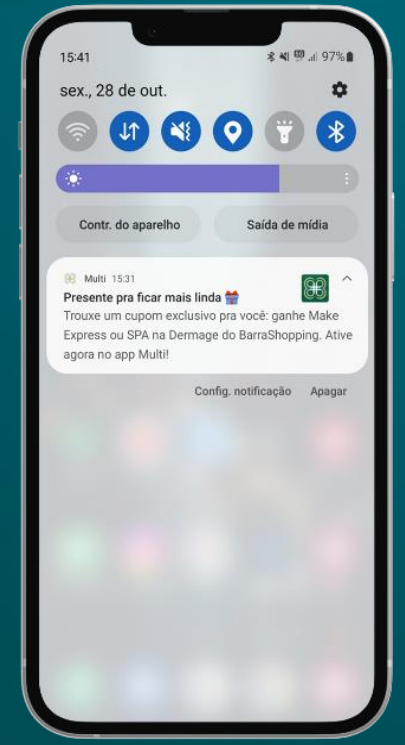 15:41
97%
sex., 28 de out.
Contr. do aparelho
Saída de mídia
Multi 15:31
Presente pra ficar mais linda
Trouxe um cupom exclusivo pra você: ganhe Make
Express ou SPA na Dermage do BarraShopping. Ative
agora no app Multi!
Config. notificação
Apagar